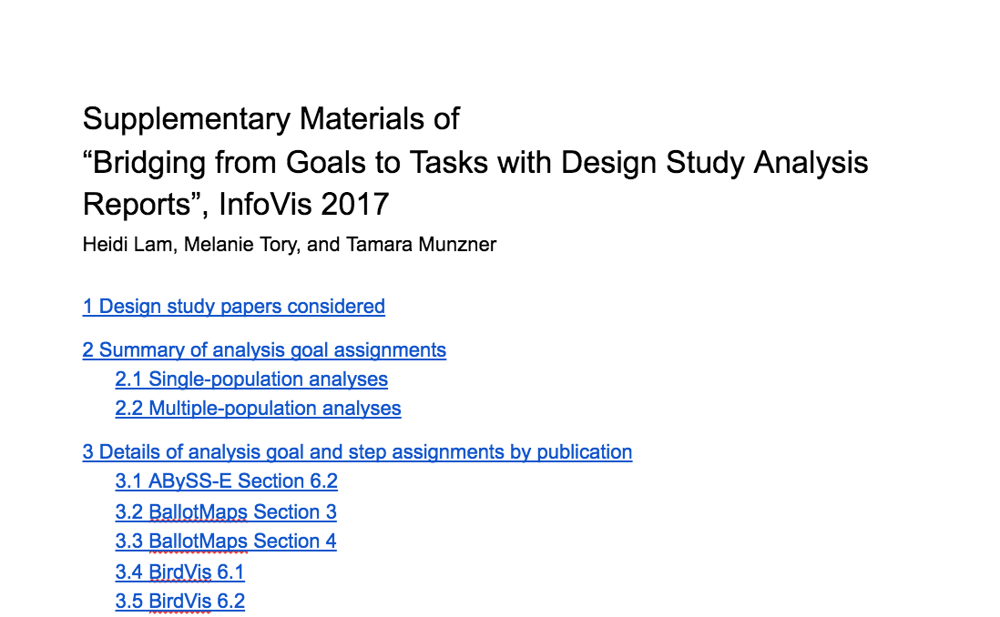 Supplementary Materials of
“Bridging from Goals to Tasks with Design Study Analysis
Reports”, InfoVis 2017
Heidi Lam, Melanie Tory, and Tamara Munzner
1 Design study papers considered
2 Summary of analysis goal assignments
2.1 Single-population analyses
2.2 Multiple-population analyses
3 Details of analysis goal and step assignments by publication
3.1 ABySS-E Section 6.2
3.2 BallotMaps Section 3
3.3 BallotMaps Section 4
3.4 BirdVis 6.1
3.5 BirdVis 6.2